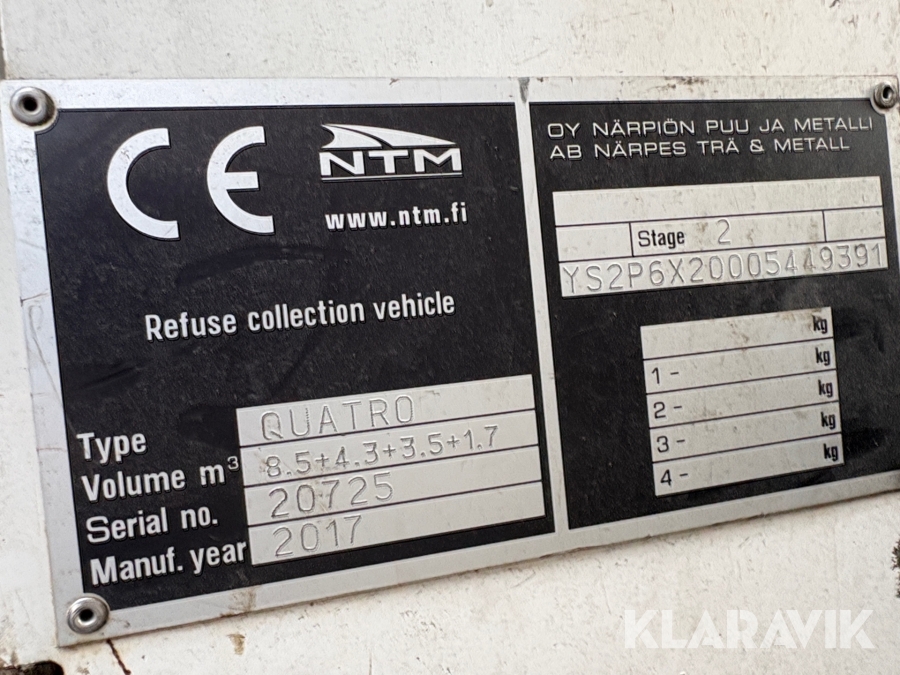 CE
NTM
www.ntm.fi
Refuse collection vehicle
Type QUATRO
Volume m³ 8.5+4.3+3.5+1.7
Serial no. 20725
Manuf. year 2017
OY NÄRPIÖN PUU JA METALLI
AB NÄRPES TRÄ & METALL
Stage 2
YS2P6X20005449391
kg
1 - kg
2 - kg
3 - kg
4 - kg
KLARAVIK